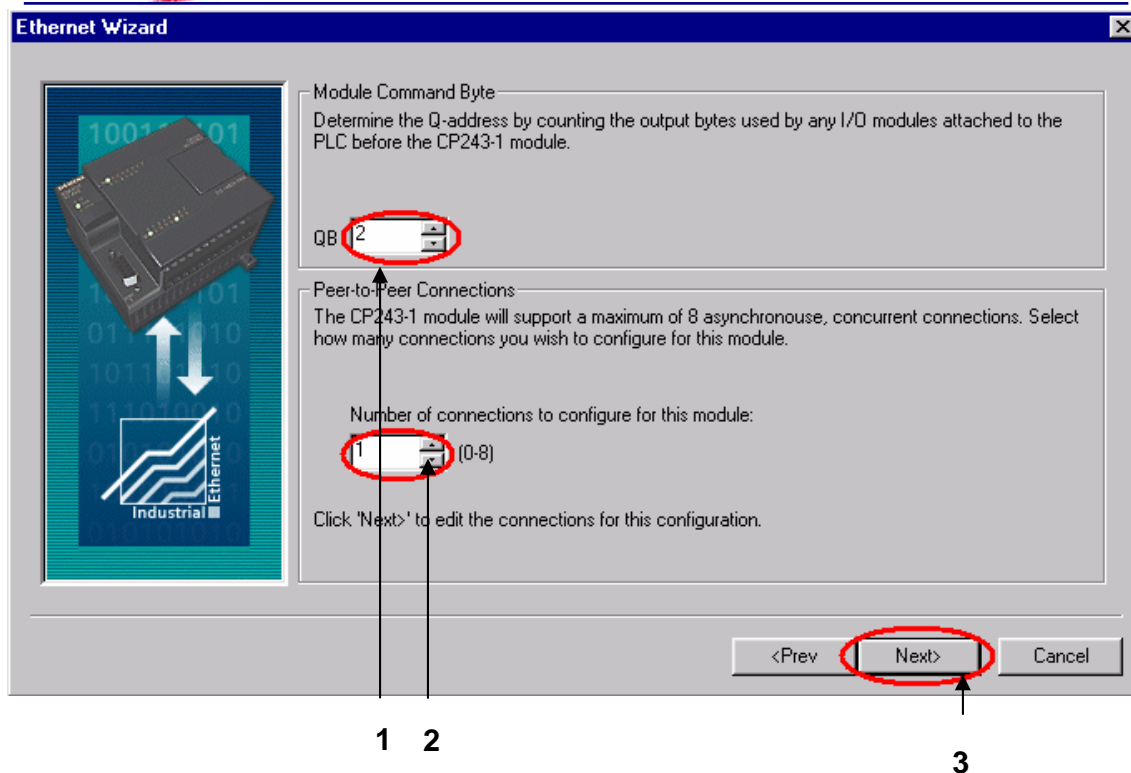 Ethernet Wizard
Module Command Byte
Determine the Q-address by counting the output bytes used by any I/O modules attached to the
PLC before the CP243-1 module.
QB 2
Peer-to-Peer Connections
The CP243-1 module will support a maximum of 8 asynchronouse, concurrent connections. Select
how many connections you wish to configure for this module.
Number of connections to configure for this module:
1 (0-8)
Click 'Next>' to edit the connections for this configuration.
Industrial
Ethernet
<Prev Next> Cancel
1 2
3